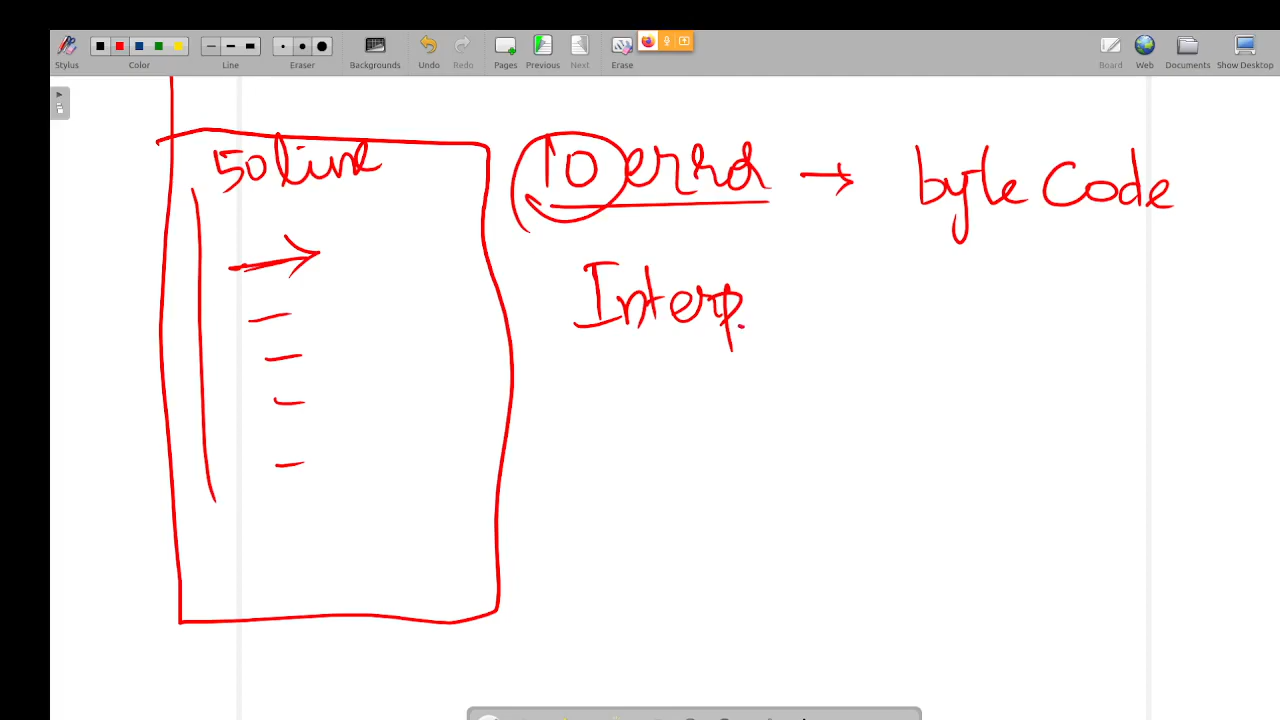 Stylus Color Line Eraser Backgrounds Undo Redo Pages Previous Next Erase Board Web Documents Show Desktop
50 line 10 error → byte Code
Interp